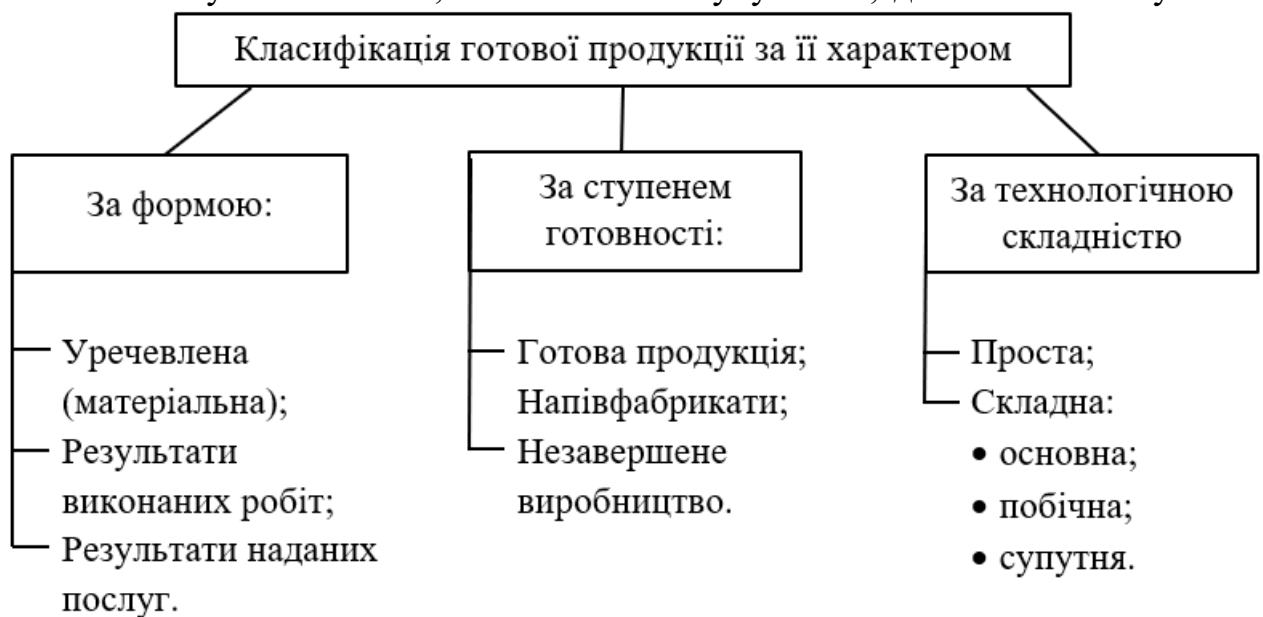 Класифікація готової продукції за її характером
За формою:
Уречевлена
(матеріальна);
Результати
виконаних робіт;
Результати наданих
послуг.
За ступенем
готовності:
Готова продукція;
Напівфабрикати;
Незавершене
виробництво.
За технологічною
складністю
Проста;
Складна:
• основна;
• побічна;
• супутня.